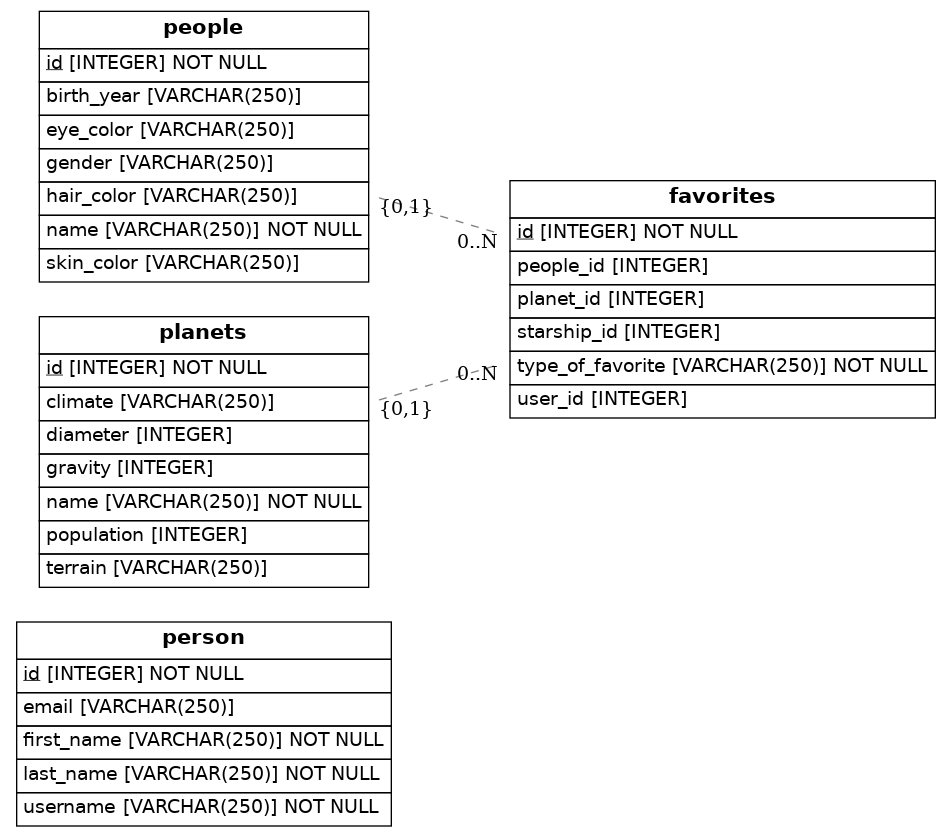 people
id [INTEGER] NOT NULL
birth_year [VARCHAR(250)]
eye_color [VARCHAR(250)]
gender [VARCHAR(250)]
hair_color [VARCHAR(250)]
name [VARCHAR(250)] NOT NULL
skin_color [VARCHAR(250)]
{0,1}
0..N
favorites
id [INTEGER] NOT NULL
people_id [INTEGER]
planet_id [INTEGER]
starship_id [INTEGER]
type_of_favorite [VARCHAR(250)] NOT NULL
user_id [INTEGER]
planets
id [INTEGER] NOT NULL
climate [VARCHAR(250)]
diameter [INTEGER]
gravity [INTEGER]
name [VARCHAR(250)] NOT NULL
population [INTEGER]
terrain [VARCHAR(250)]
0..N
{0,1}
person
id [INTEGER] NOT NULL
email [VARCHAR(250)]
first_name [VARCHAR(250)] NOT NULL
last_name [VARCHAR(250)] NOT NULL
username [VARCHAR(250)] NOT NULL